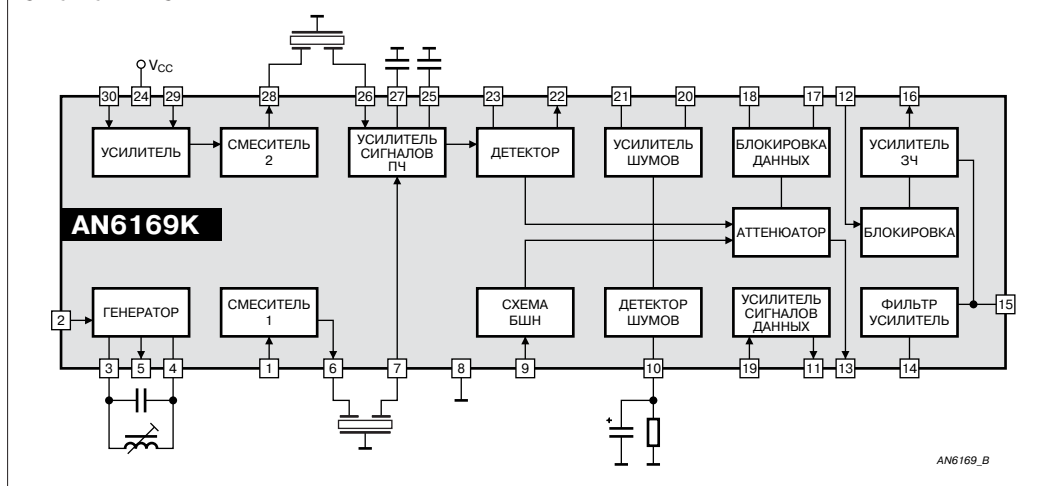 VCC
30 24 29 28 26 27 25 23 22 21 20 18 17 12 16
УСИЛИТЕЛЬ
СМЕСИТЕЛЬ
2
УСИЛИТЕЛЬ
СИГНАЛОВ
ПЧ
ДЕТЕКТОР
УСИЛИТЕЛЬ
ШУМОВ
БЛОКИРОВКА
ДАННЫХ
УСИЛИТЕЛЬ
ЗЧ
AN6169K
АТТЕНЮАТОР
БЛОКИРОВКА
2
ГЕНЕРАТОР
СМЕСИТЕЛЬ
1
СХЕМА
БШН
ДЕТЕКТОР
ШУМОВ
УСИЛИТЕЛЬ
СИГНАЛОВ
ДАННЫХ
ФИЛЬТР
УСИЛИТЕЛЬ
15
3 5 4 1 6 7 8 9 10 19 11 13 14
+
AN6169_B